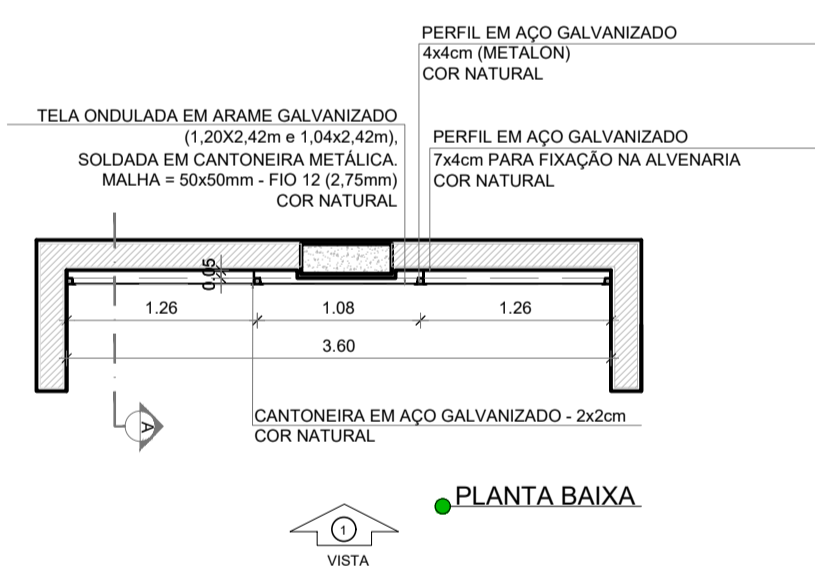 PERFIL EM AÇO GALVANIZADO
4x4cm (METALON)
COR NATURAL
TELA ONDULADA EM ARAME GALVANIZADO
(1,20X2,42m e 1,04x2,42m),
SOLDADA EM CANTONEIRA METÁLICA.
MALHA = 50x50mm - FIO 12 (2,75mm)
COR NATURAL
PERFIL EM AÇO GALVANIZADO
7x4cm PARA FIXAÇÃO NA ALVENARIA
COR NATURAL
0.05
1.26
1.08
1.26
3.60
CANTONEIRA EM AÇO GALVANIZADO - 2x2cm
COR NATURAL
A
PLANTA BAIXA
1
VISTA